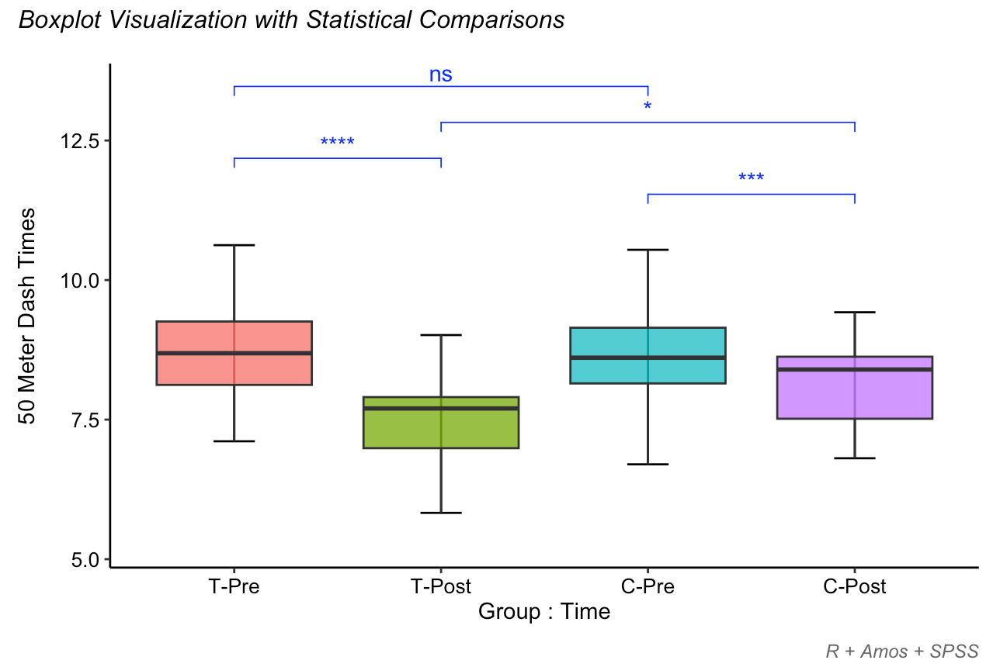 Boxplot Visualization with Statistical Comparisons
ns
*
****
***
12.5
10.0
7.5
5.0
50 Meter Dash Times
T-Pre T-Post C-Pre C-Post
Group : Time
R + Amos + SPSS